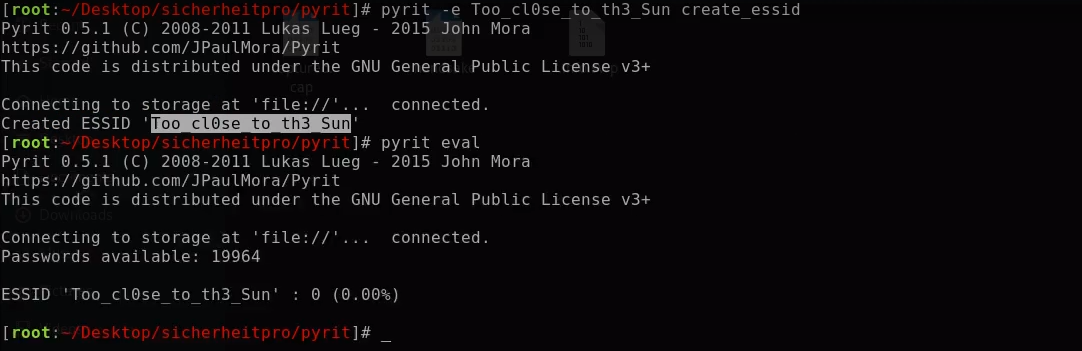 [root:~/Desktop/sicherheitpro/pyrit]# pyrit -e Too_cl0se_to_th3_Sun create_essid
Pyrit 0.5.1 (C) 2008-2011 Lukas Lueg - 2015 John Mora
https://github.com/JPaulMora/Pyrit
This code is distributed under the GNU General Public License v3+
cap
Connecting to storage at 'file://'...  connected.
Created ESSID 'Too_cl0se_to_th3_Sun'
[root:~/Desktop/sicherheitpro/pyrit]# pyrit eval
Pyrit 0.5.1 (C) 2008-2011 Lukas Lueg - 2015 John Mora
https://github.com/JPaulMora/Pyrit
This code is distributed under the GNU General Public License v3+
Downloads
Connecting to storage at 'file://'...  connected.
Passwords available: 19964
ESSID 'Too_cl0se_to_th3_Sun' : 0 (0.00%)
[root:~/Desktop/sicherheitpro/pyrit]# _